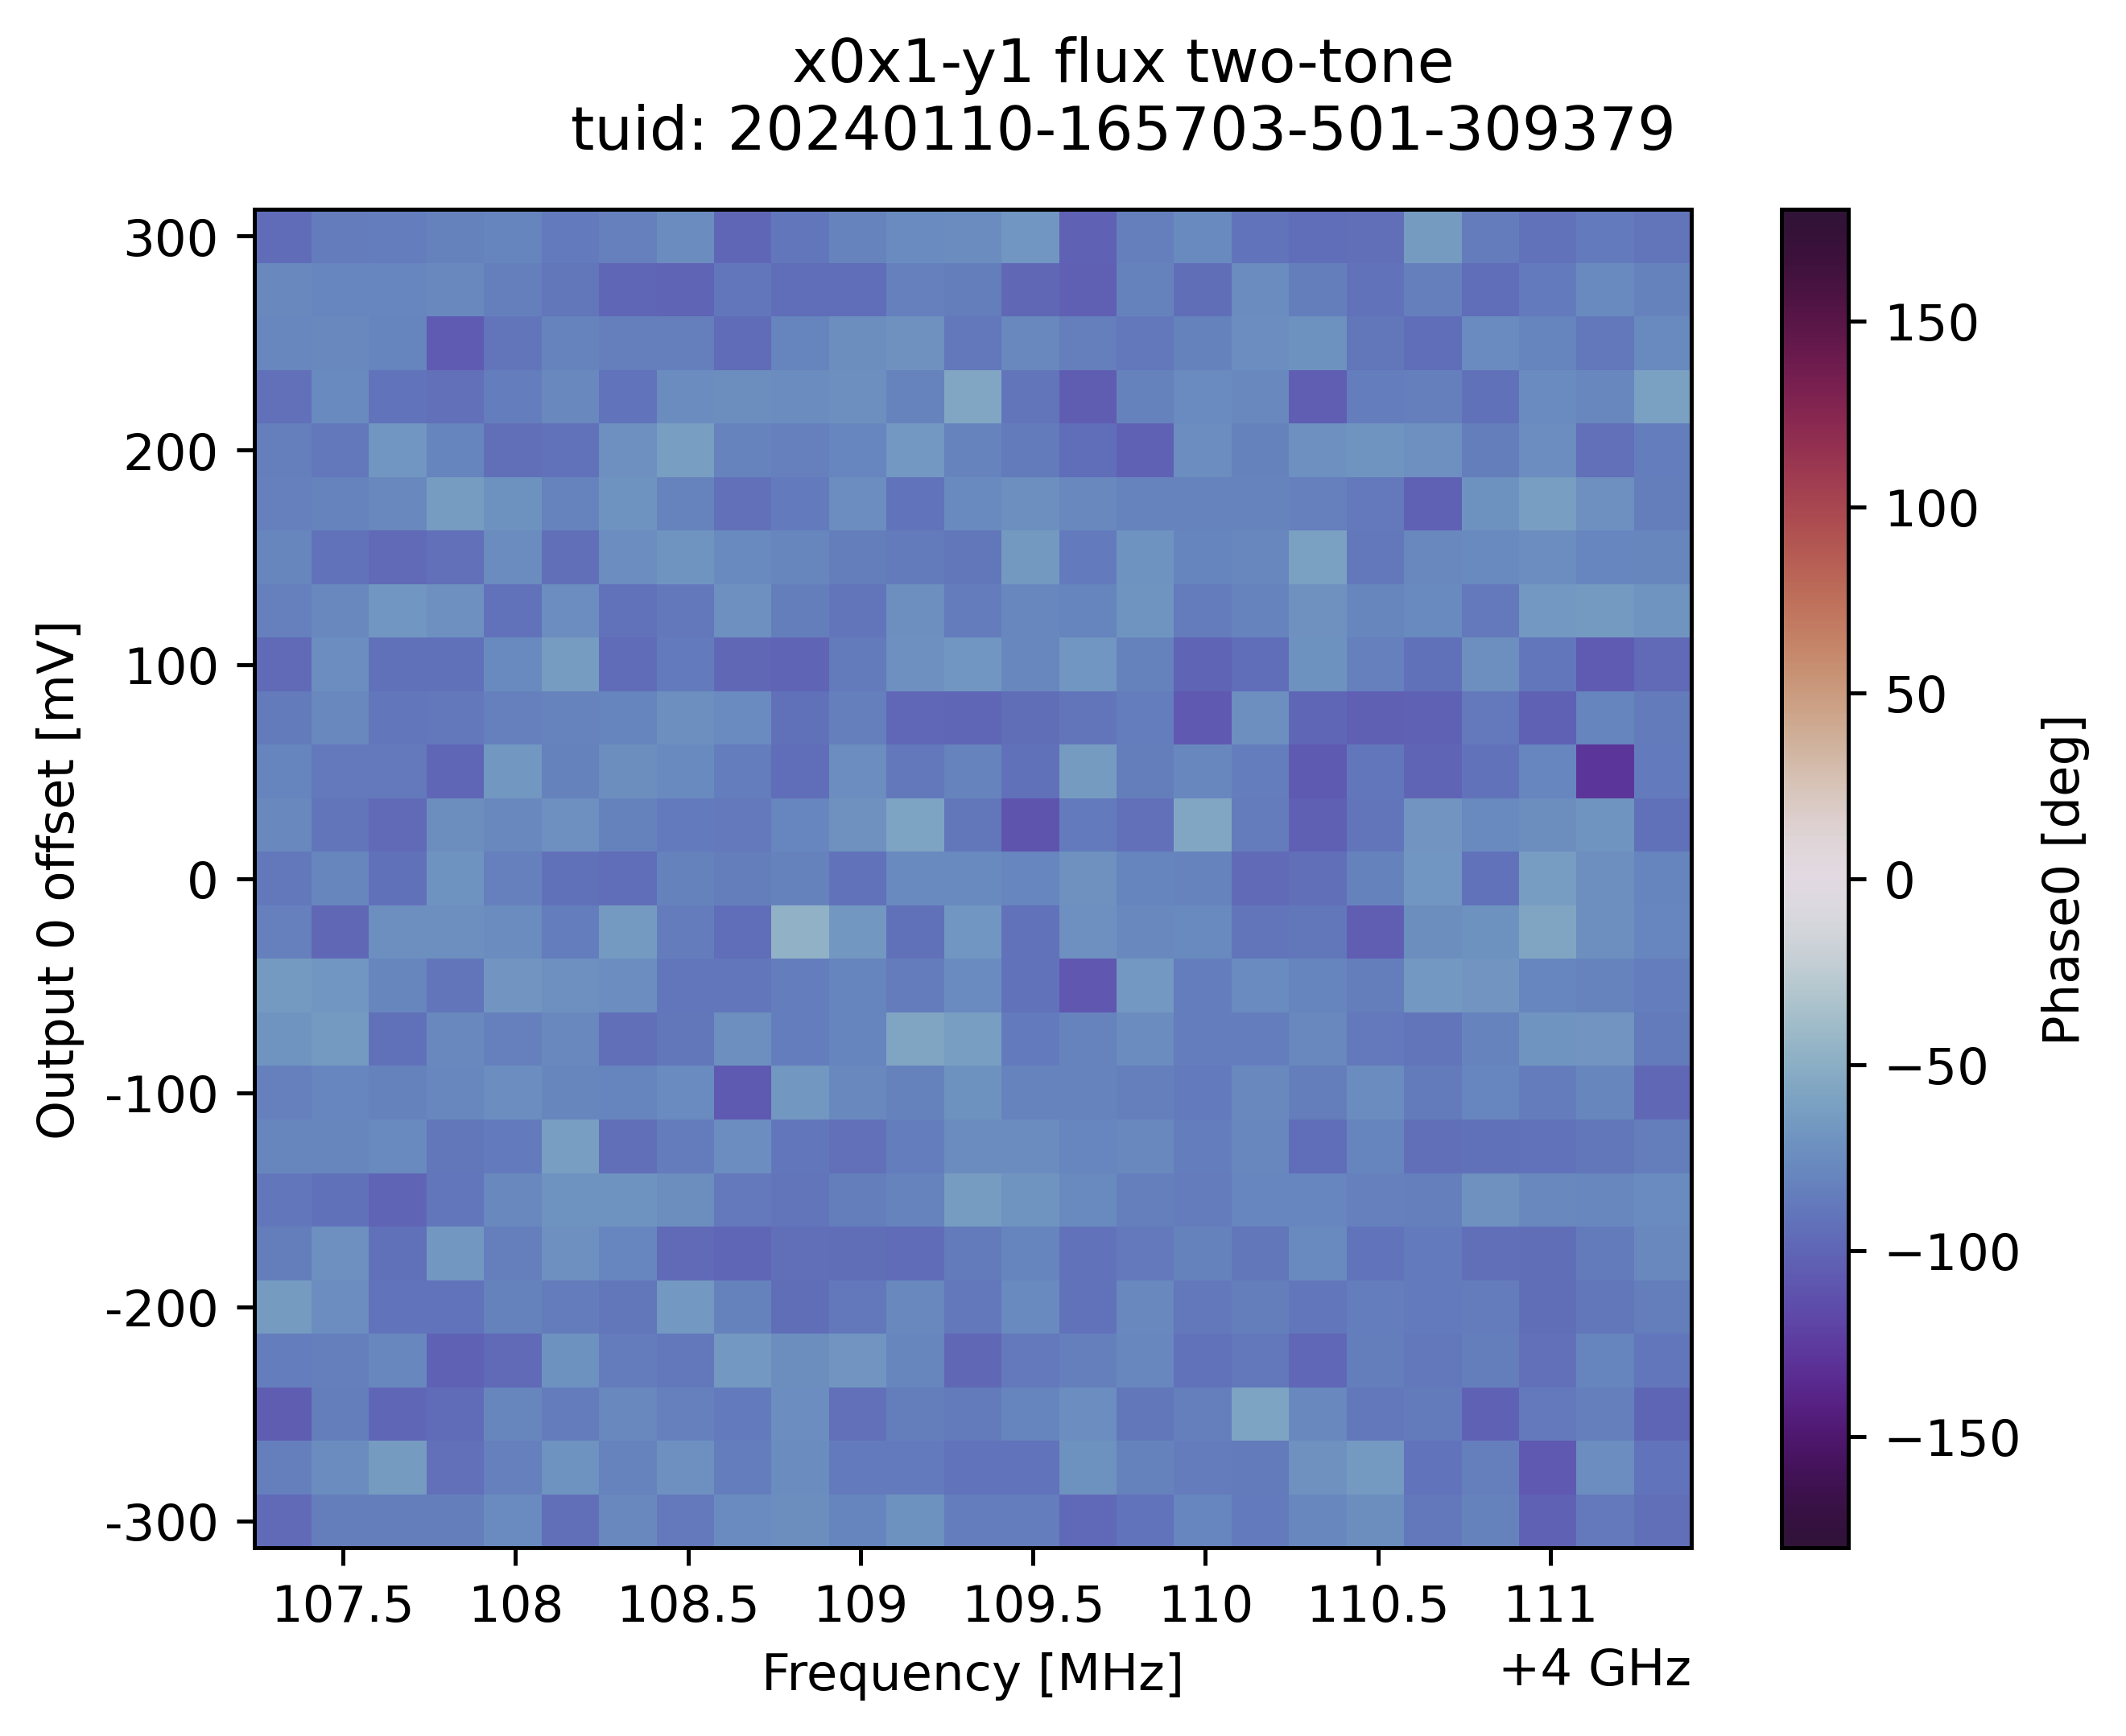 x0x1-y1 flux two-tone
tuid: 20240110-165703-501-309379
Output 0 offset [mV]
300
200
100
0
-100
-200
-300
107.5 108 108.5 109 109.5 110 110.5 111
Frequency [MHz]
+4 GHz
150
100
50
0
−50
−100
−150
Phase0 [deg]